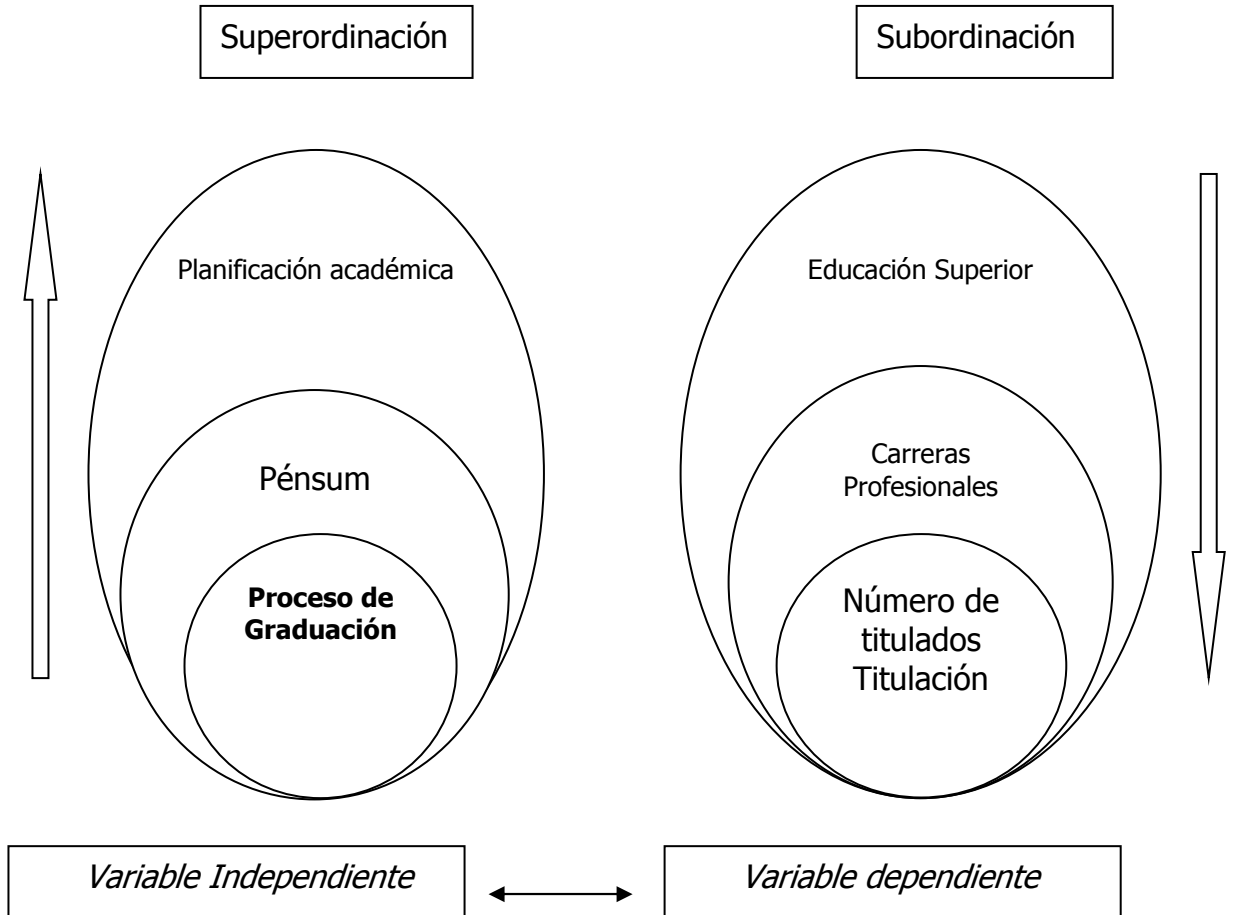 Superordinación
Subordinación
Planificación académica
Educación Superior
Pénsum
Carreras
Profesionales
Proceso de
Graduación
Número de
titulados
Titulación
Variable Independiente
Variable dependiente